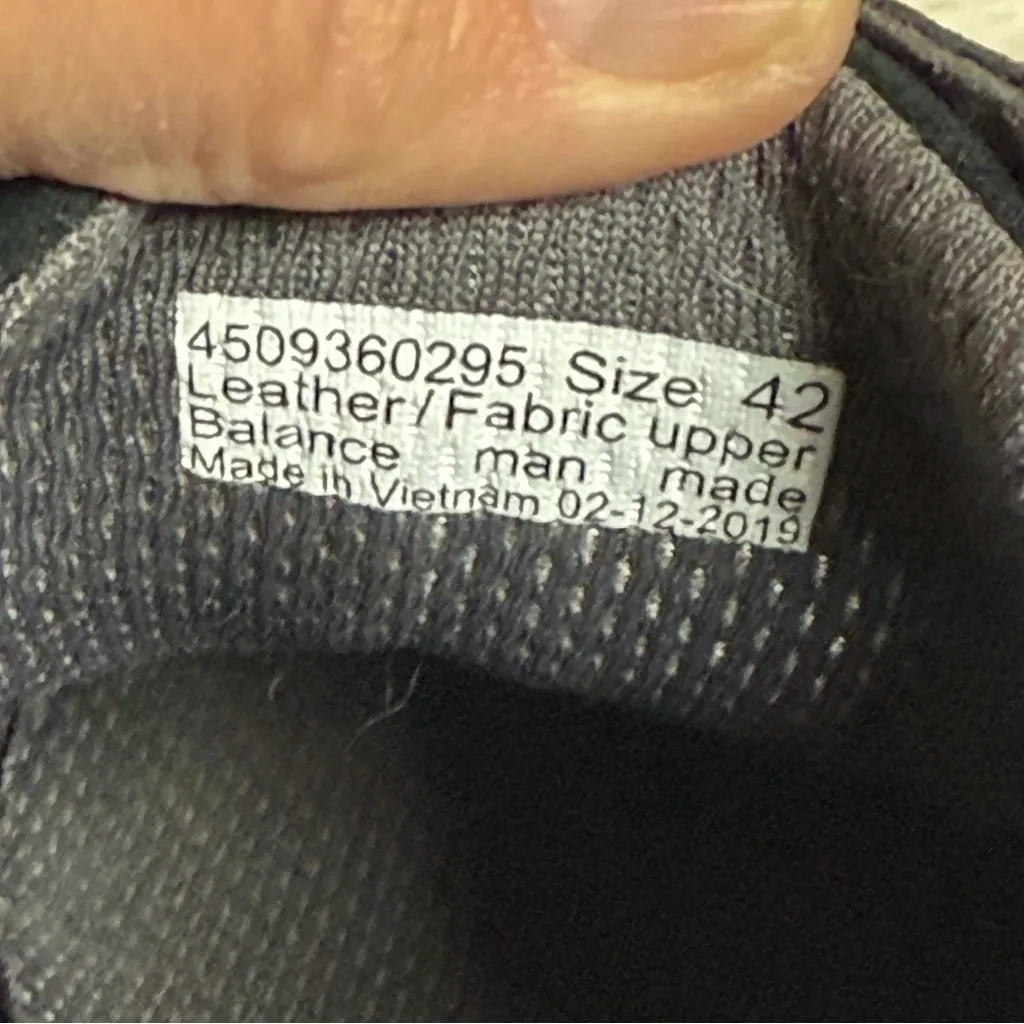 4509360295 Size 42
Leather/Fabric upper
Balance man made
Made in Vietnam 02-12-2019